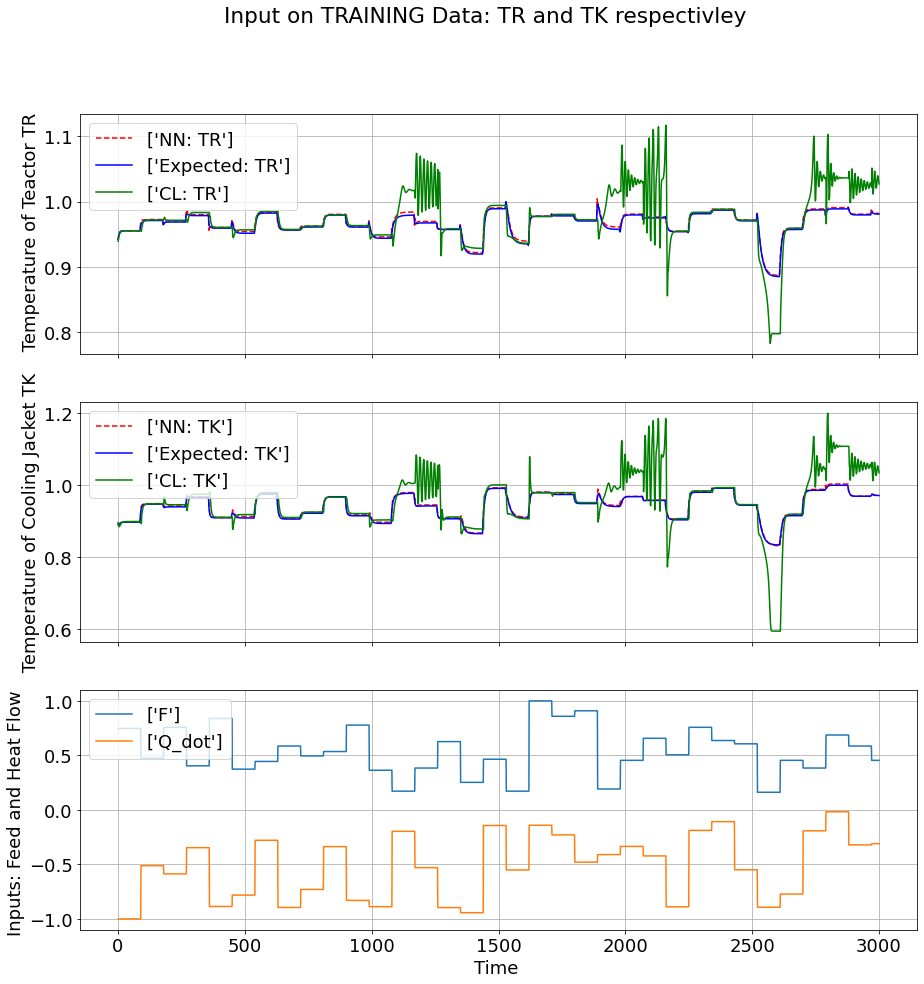 Input on TRAINING Data: TR and TK respectivley
Temperature of Teactor TR
1.1
1.0
0.9
0.8
['NN: TR']
['Expected: TR']
['CL: TR']
Temperature of Cooling Jacket TK
1.2
1.0
0.8
0.6
['NN: TK']
['Expected: TK']
['CL: TK']
Inputs: Feed and Heat Flow
1.0
0.5
0.0
−0.5
−1.0
['F']
['Q_dot']
0 500 1000 1500 2000 2500 3000
Time